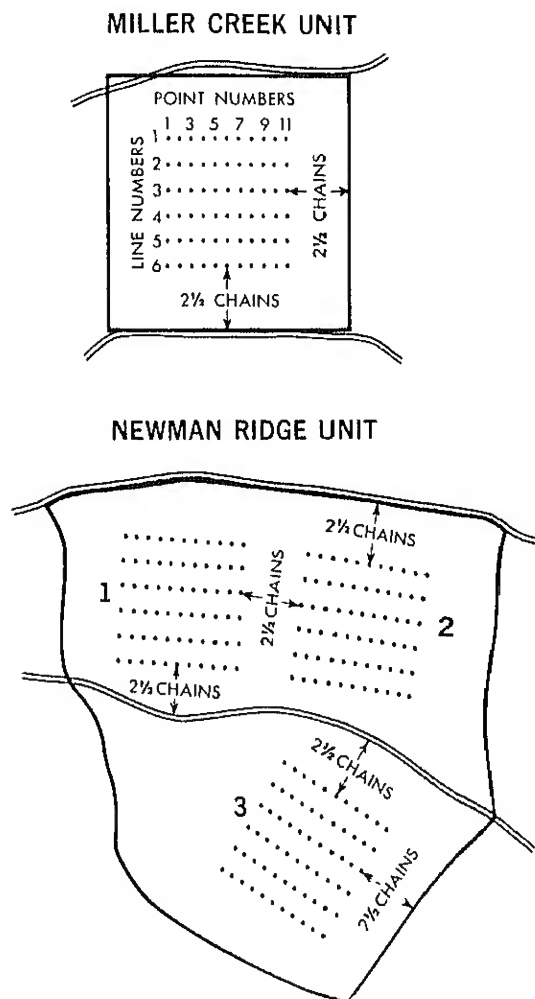 MILLER CREEK UNIT
POINT NUMBERS
1 3 5 7 9 11
LINE NUMBERS
1
2
3
4
5
6
2½ CHAINS
2½ CHAINS
NEWMAN RIDGE UNIT
2½ CHAINS
1
2½ CHAINS
2
2½ CHAINS
2½ CHAINS
3
2½ CHAINS